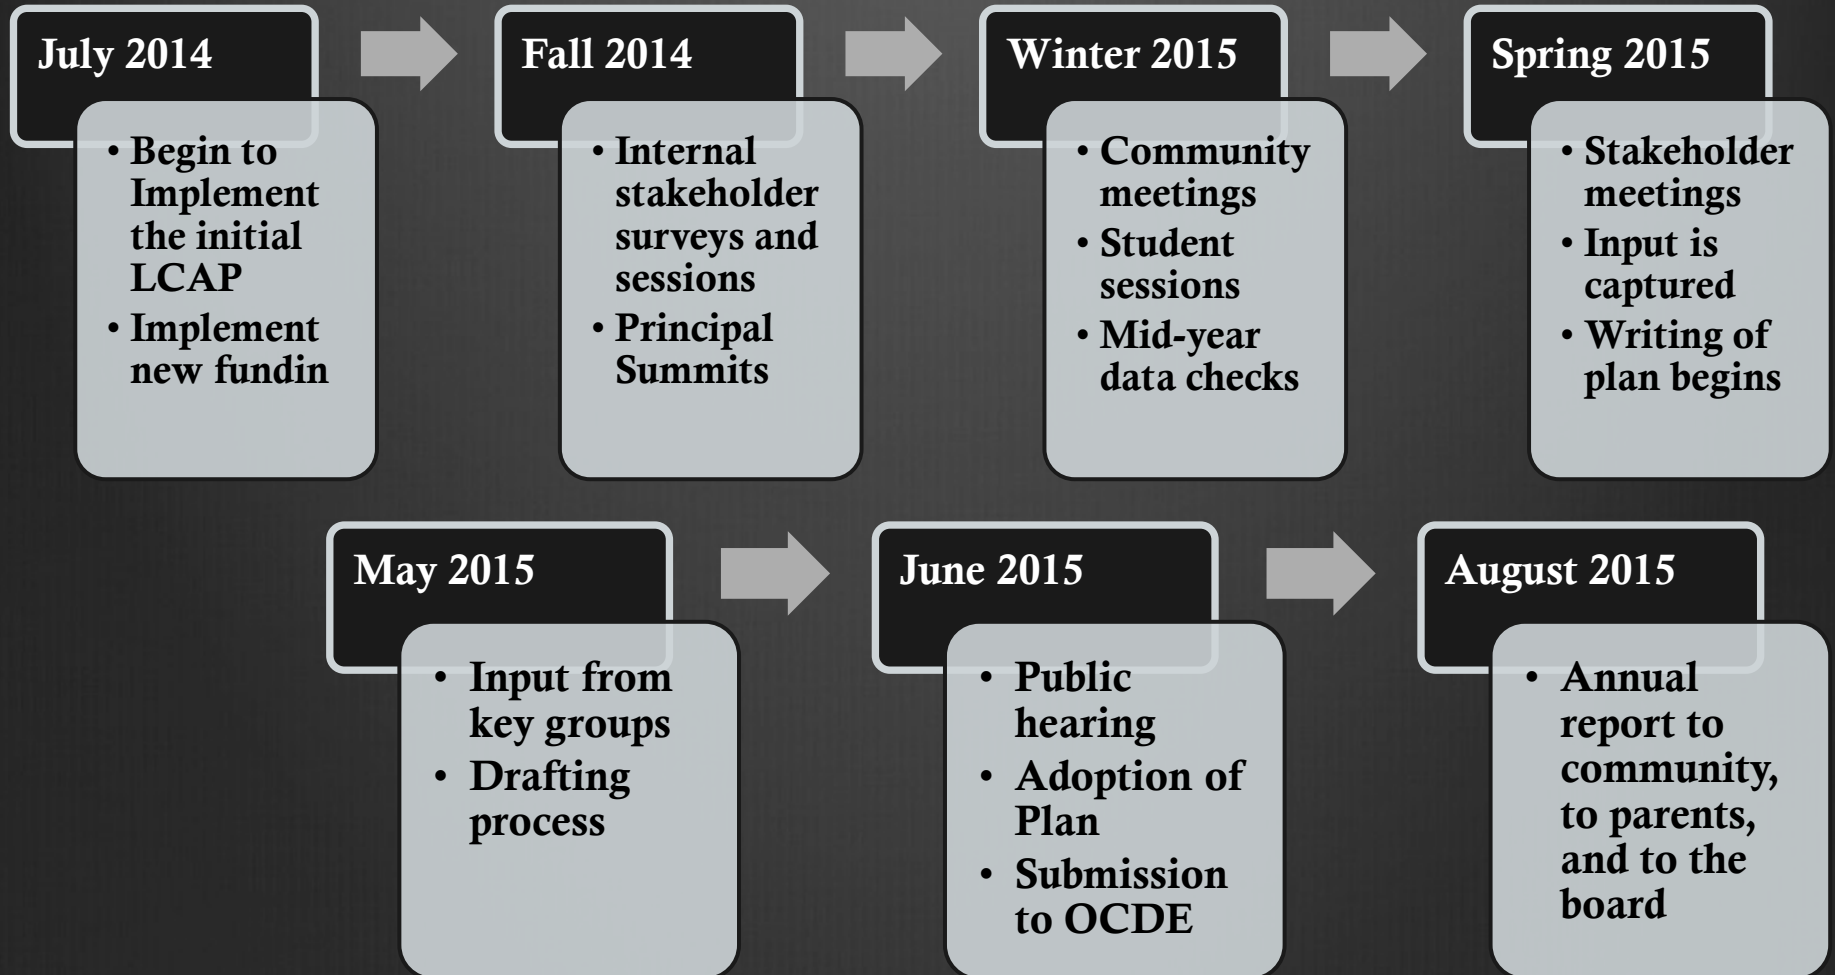 July 2014
• Begin to
Implement
the initial
LCAP
• Implement
new fundin
Fall 2014
• Internal
stakeholder
surveys and
sessions
• Principal
Summits
Winter 2015
• Community
meetings
• Student
sessions
• Mid-year
data checks
Spring 2015
• Stakeholder
meetings
• Input is
captured
• Writing of
plan begins
May 2015
• Input from
key groups
• Drafting
process
June 2015
• Public
hearing
• Adoption of
Plan
• Submission
to OCDE
August 2015
• Annual
report to
community,
to parents,
and to the
board